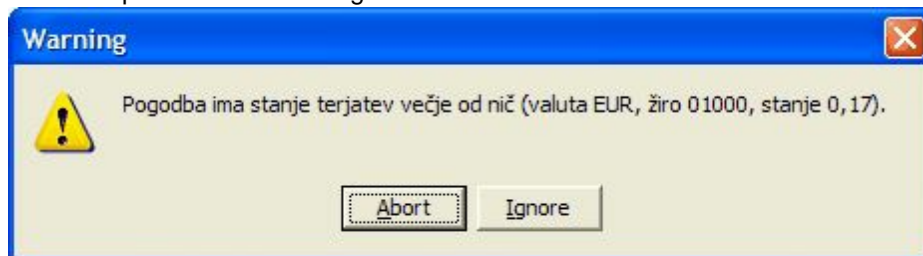 Warning
Pogodba ima stanje terjatev večje od nič (valuta EUR, žiro 01000, stanje 0,17).
Abort Ignore